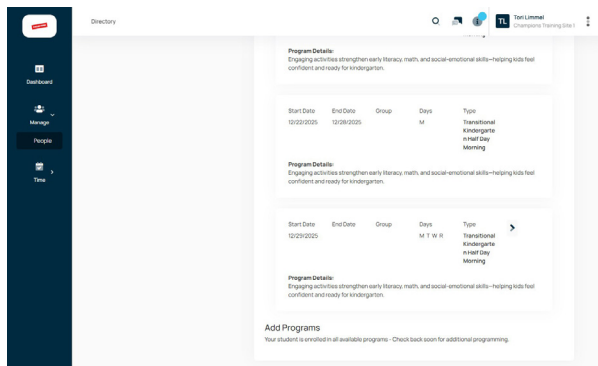 Directory
TL
Tori Limmel
Champions Training Site 1
Dashboard
Manage
People
Time
Program Details:
Engaging activities strengthen early literacy, math, and social-emotional skills—helping kids feel
confident and ready for kindergarten.
Start Date End Date Group Days Type
12/22/2025 12/28/2025 M Transitional
Kindergarte
n Half Day
Morning
Program Details:
Engaging activities strengthen early literacy, math, and social-emotional skills—helping kids feel
confident and ready for kindergarten.
Start Date End Date Group Days Type
12/29/2025 M T W R Transitional
Kindergarte
n Half Day
Morning
Program Details:
Engaging activities strengthen early literacy, math, and social-emotional skills—helping kids feel
confident and ready for kindergarten.
Add Programs
Your student is enrolled in all available programs - Check back soon for additional programming.